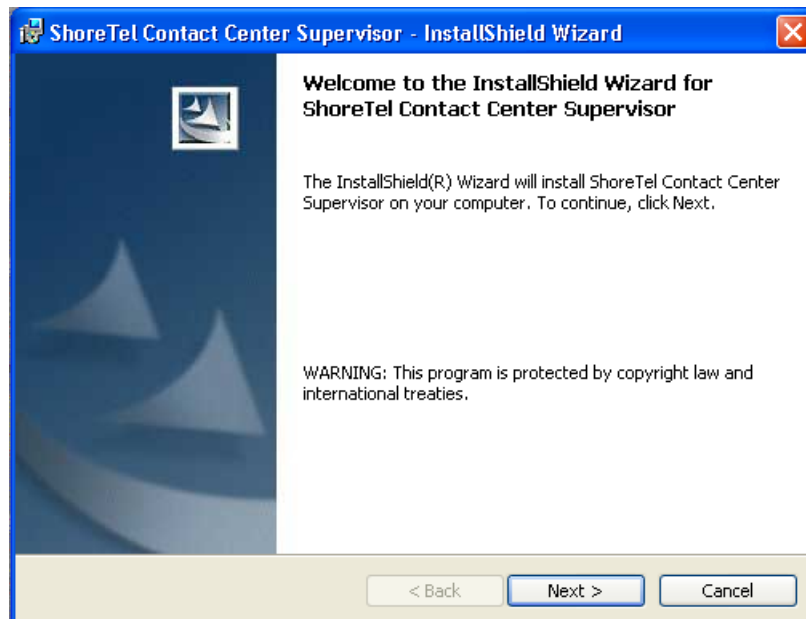 ShoreTel Contact Center Supervisor - InstallShield Wizard
Welcome to the InstallShield Wizard for
ShoreTel Contact Center Supervisor
The InstallShield(R) Wizard will install ShoreTel Contact Center
Supervisor on your computer. To continue, click Next.
WARNING: This program is protected by copyright law and
international treaties.
< Back
Next >
Cancel